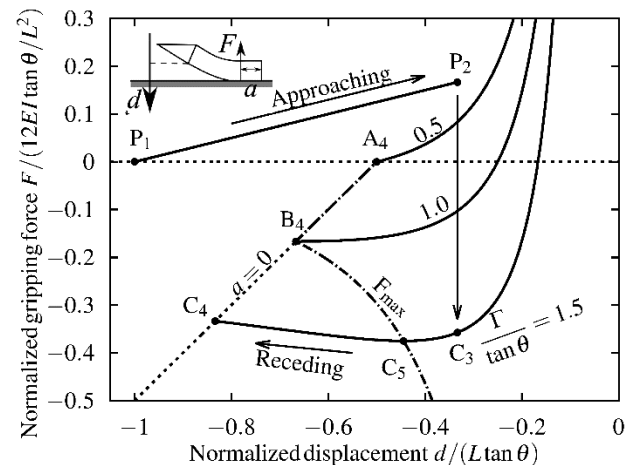 Normalized gripping force F/(12EI tan θ/L²)
0.3
0.2
0.1
0
−0.1
−0.2
−0.3
−0.4
−0.5
F
d
a
Approaching
P₁
P₂
A₄
0.5
B₄
1.0
a = 0
F_max
C₄
C₅
C₃
Γ/tan θ = 1.5
Receding
−1
−0.8
−0.6
−0.4
−0.2
0
Normalized displacement d/(L tan θ)